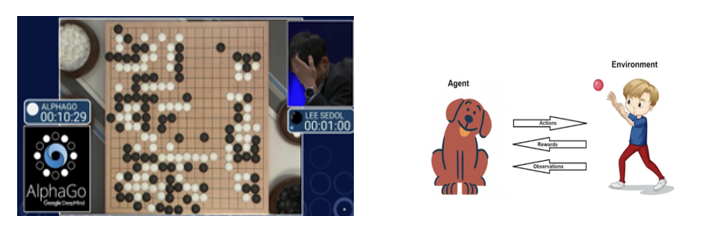 ALPHAGO
00:10:29
LEE SEDOL
00:01:00
AlphaGo
Google DeepMind
Agent
Environment
Actions
Rewards
Observations